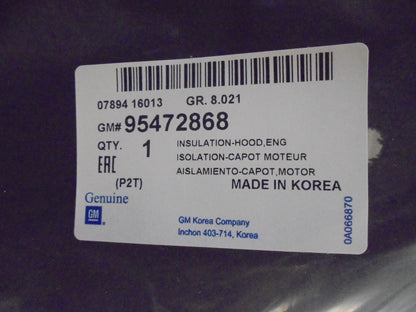 07894 16013 GR. 8.021
GM# 95472868
QTY. 1 INSULATION-HOOD,ENG
ISOLATION-CAPOT MOTEUR
EAC AISLAMIENTO-CAPOT,MOTOR
(P2T) MADE IN KOREA
Genuine
GM
GM Korea Company
Inchon 403-714, Korea
0A066870